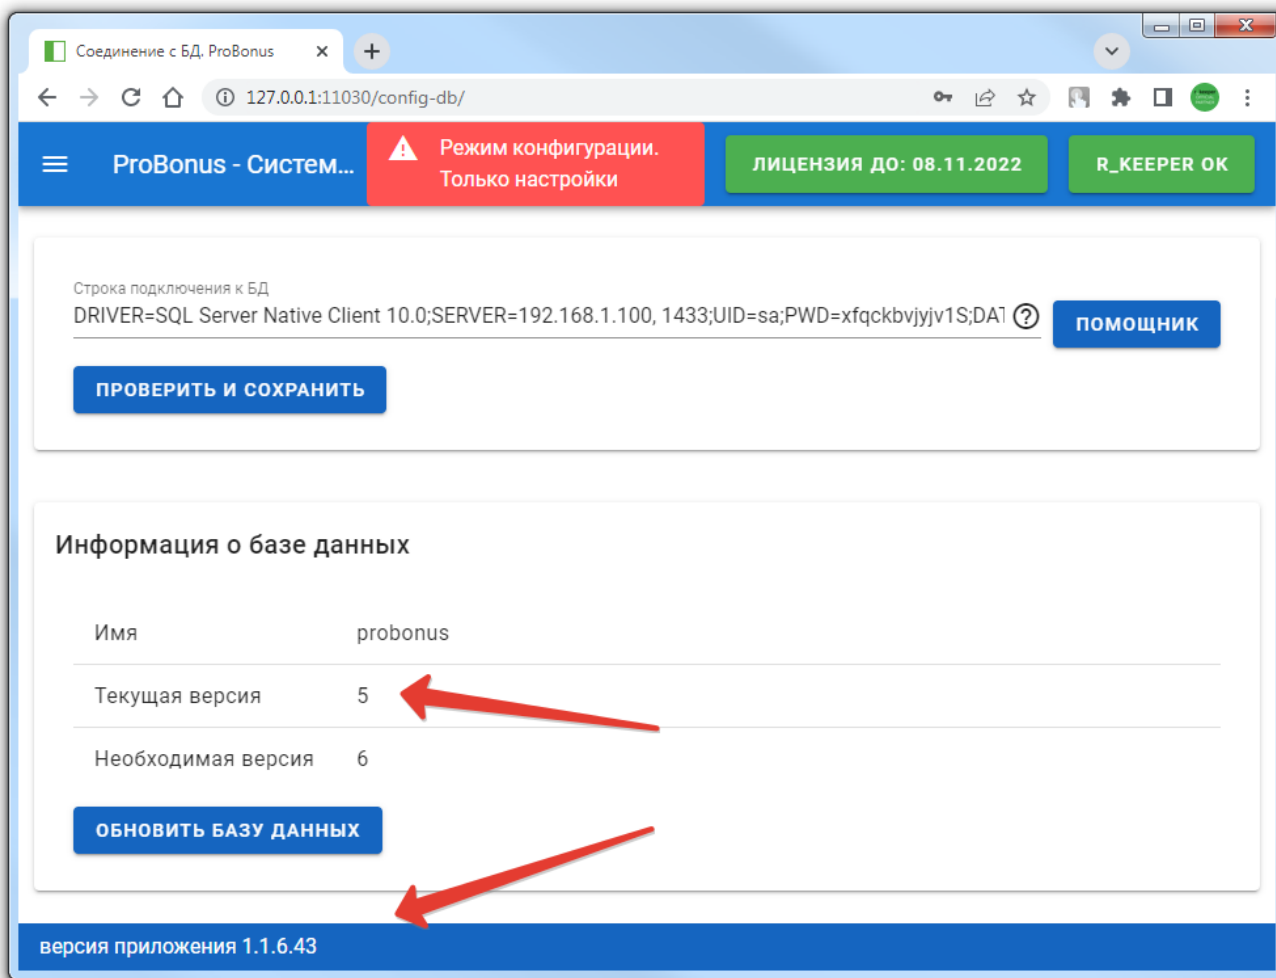 Соединение с БД. ProBonus
127.0.0.1:11030/config-db/
ProBonus - Систем...
Режим конфигурации.
Только настройки
ЛИЦЕНЗИЯ ДО: 08.11.2022
R_KEEPER OK
Строка подключения к БД
DRIVER=SQL Server Native Client 10.0;SERVER=192.168.1.100, 1433;UID=sa;PWD=xfqckbvjyjv1S;DAT
ПОМОЩНИК
ПРОВЕРИТЬ И СОХРАНИТЬ
Информация о базе данных
Имя probonus
Текущая версия 5
Необходимая версия 6
ОБНОВИТЬ БАЗУ ДАННЫХ
версия приложения 1.1.6.43